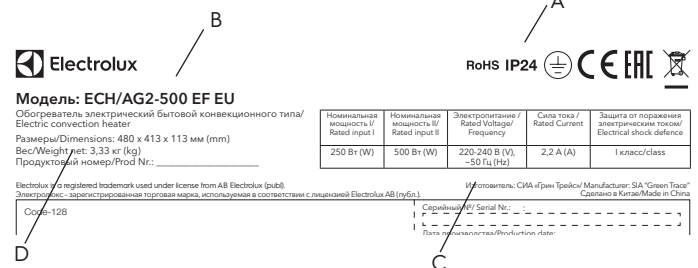 A
B
Electrolux
RoHS IP24 CE EAC
Модель: ECH/AG2-500 EF EU
Обогреватель электрический бытовой конвекционного типа/
Electric convection heater
Размеры/Dimensions: 480 x 413 x 113 мм (mm)
Вес/Weight net: 3,33 кг (kg)
Продуктовый номер/Prod Nr.: ____________________
Номинальная мощность I/ Rated input I
Номинальная мощность II/ Rated input II
Электропитание / Rated Voltage/ Frequency
Сила тока / Rated Current
Защита от поражения электрическим током/ Electrical shock defence
250 Вт (W)
500 Вт (W)
220-240 В (V), ~50 Гц (Hz)
2,2 А (A)
I класс/class
Electrolux is a registered trademark used under license from AB Electrolux (publ).
Электролюкс – зарегистрированная торговая марка, используемая в соответствии с лицензией Electrolux AB (публ.).
Изготовитель: СИА «Грин Трейс»/ Manufacturer: SIA "Green Trace"
Сделано в Китае/Made in China
Code-128
Серийный №/ Serial Nr.: :
Дата производства/Production date:
D
C